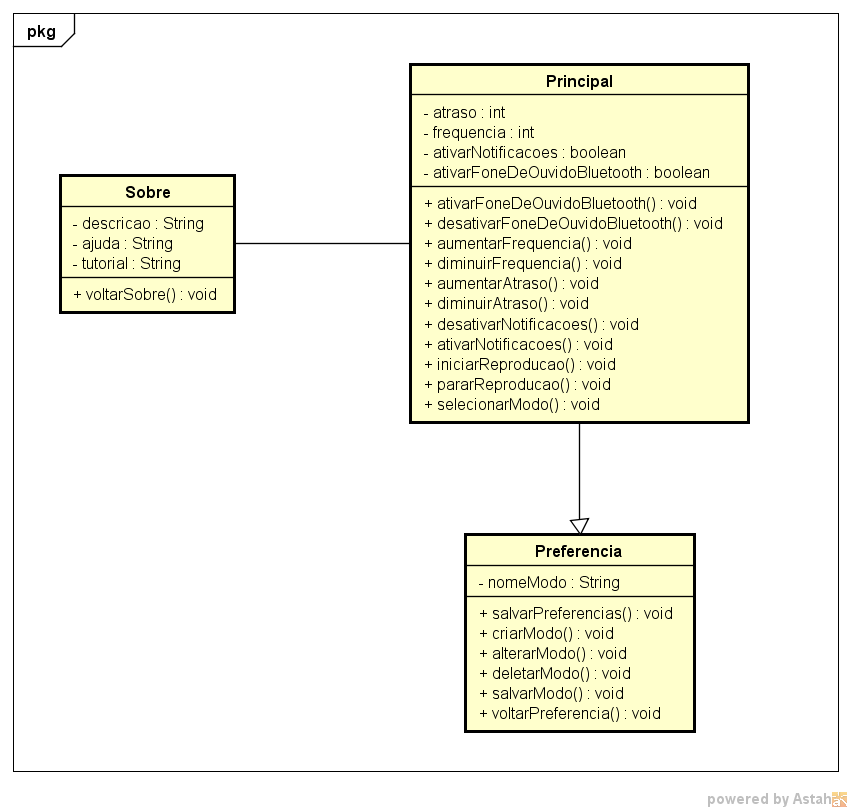 pkg
Principal
- atraso : int
- frequencia : int
- ativarNotificacoes : boolean
- ativarFoneDeOuvidoBluetooth : boolean
+ ativarFoneDeOuvidoBluetooth() : void
+ desativarFoneDeOuvidoBluetooth() : void
+ aumentarFrequencia() : void
+ diminuirFrequencia() : void
+ aumentarAtraso() : void
+ diminuirAtraso() : void
+ desativarNotificacoes() : void
+ ativarNotificacoes() : void
+ iniciarReproducao() : void
+ pararReproducao() : void
+ selecionarModo() : void
Sobre
- descricao : String
- ajuda : String
- tutorial : String
+ voltarSobre() : void
Preferencia
- nomeModo : String
+ salvarPreferencias() : void
+ criarModo() : void
+ alterarModo() : void
+ deletarModo() : void
+ salvarModo() : void
+ voltarPreferencia() : void
powered by Astah